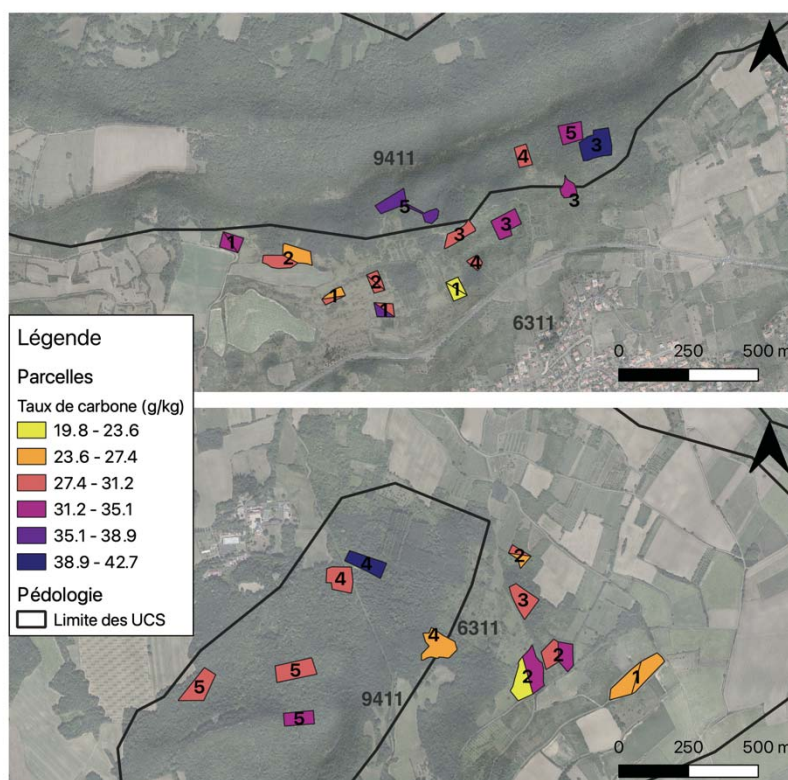 5
3
4
9411
5
3
3
3
1
2
4
2
1
1
1
6311
0 250 500 m
Légende
Parcelles
Taux de carbone (g/kg)
19.8 - 23.6
23.6 - 27.4
27.4 - 31.2
31.2 - 35.1
35.1 - 38.9
38.9 - 42.7
Pédologie
Limite des UCS
2
4
4
3
4
6311
2
2
1
5
5
9411
5
0 250 500 m